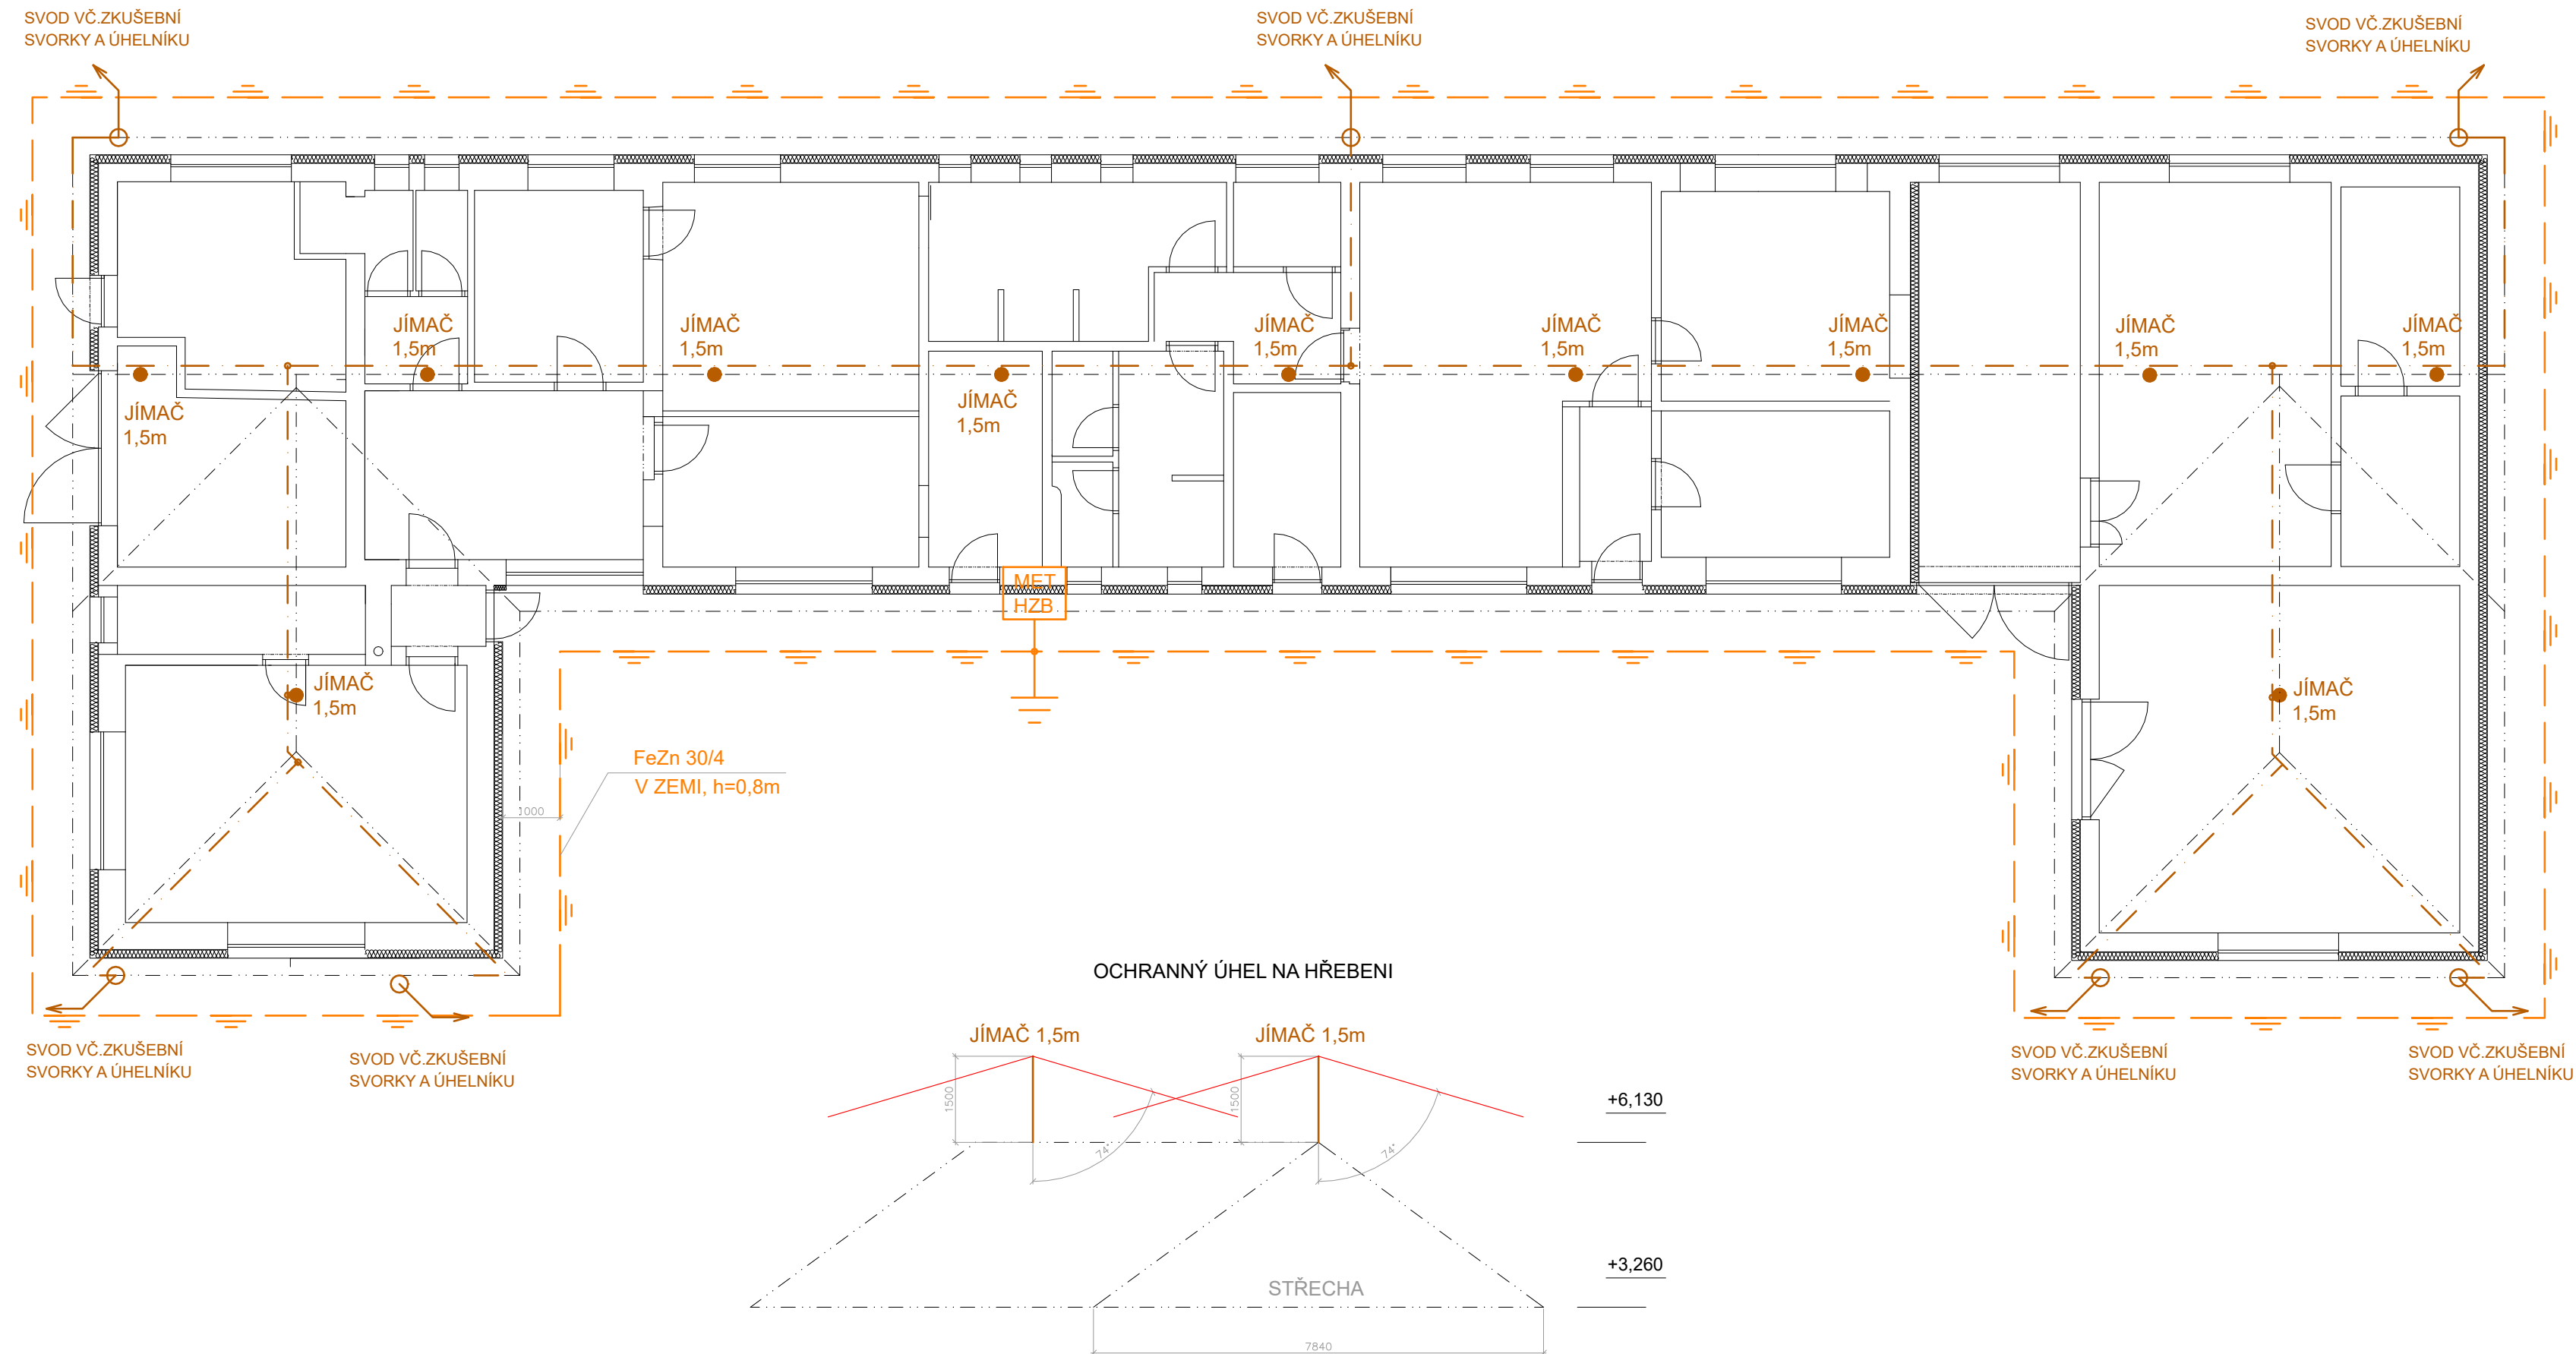 SVOD VČ.ZKUŠEBNÍ
SVORKY A ÚHELNÍKU
SVOD VČ.ZKUŠEBNÍ
SVORKY A ÚHELNÍKU
SVOD VČ.ZKUŠEBNÍ
SVORKY A ÚHELNÍKU
JÍMAČ
1,5m
JÍMAČ
1,5m
JÍMAČ
1,5m
JÍMAČ
1,5m
JÍMAČ
1,5m
JÍMAČ
1,5m
JÍMAČ
1,5m
JÍMAČ
1,5m
JÍMAČ
1,5m
MET
HZB
JÍMAČ
1,5m
JÍMAČ
1,5m
FeZn 30/4
V ZEMI, h=0,8m
1000
OCHRANNÝ ÚHEL NA HŘEBENI
SVOD VČ.ZKUŠEBNÍ
SVORKY A ÚHELNÍKU
SVOD VČ.ZKUŠEBNÍ
SVORKY A ÚHELNÍKU
JÍMAČ 1,5m
JÍMAČ 1,5m
SVOD VČ.ZKUŠEBNÍ
SVORKY A ÚHELNÍKU
SVOD VČ.ZKUŠEBNÍ
SVORKY A ÚHELNÍKU
1500
1500
+6,130
74°
74°
+3,260
STŘECHA
7840